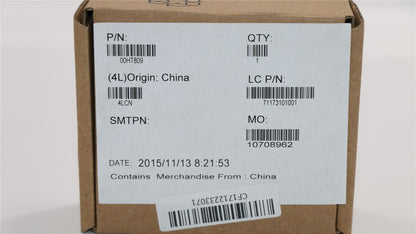 P/N:
QTY:
00HT809
1
(4L)Origin: China
LC P/N:
4LCN
71173101001
SMTPN:
MO:
10708962
DATE: 2015/11/13 8:21:53
Contains Merchandise From : China
CF1712233071